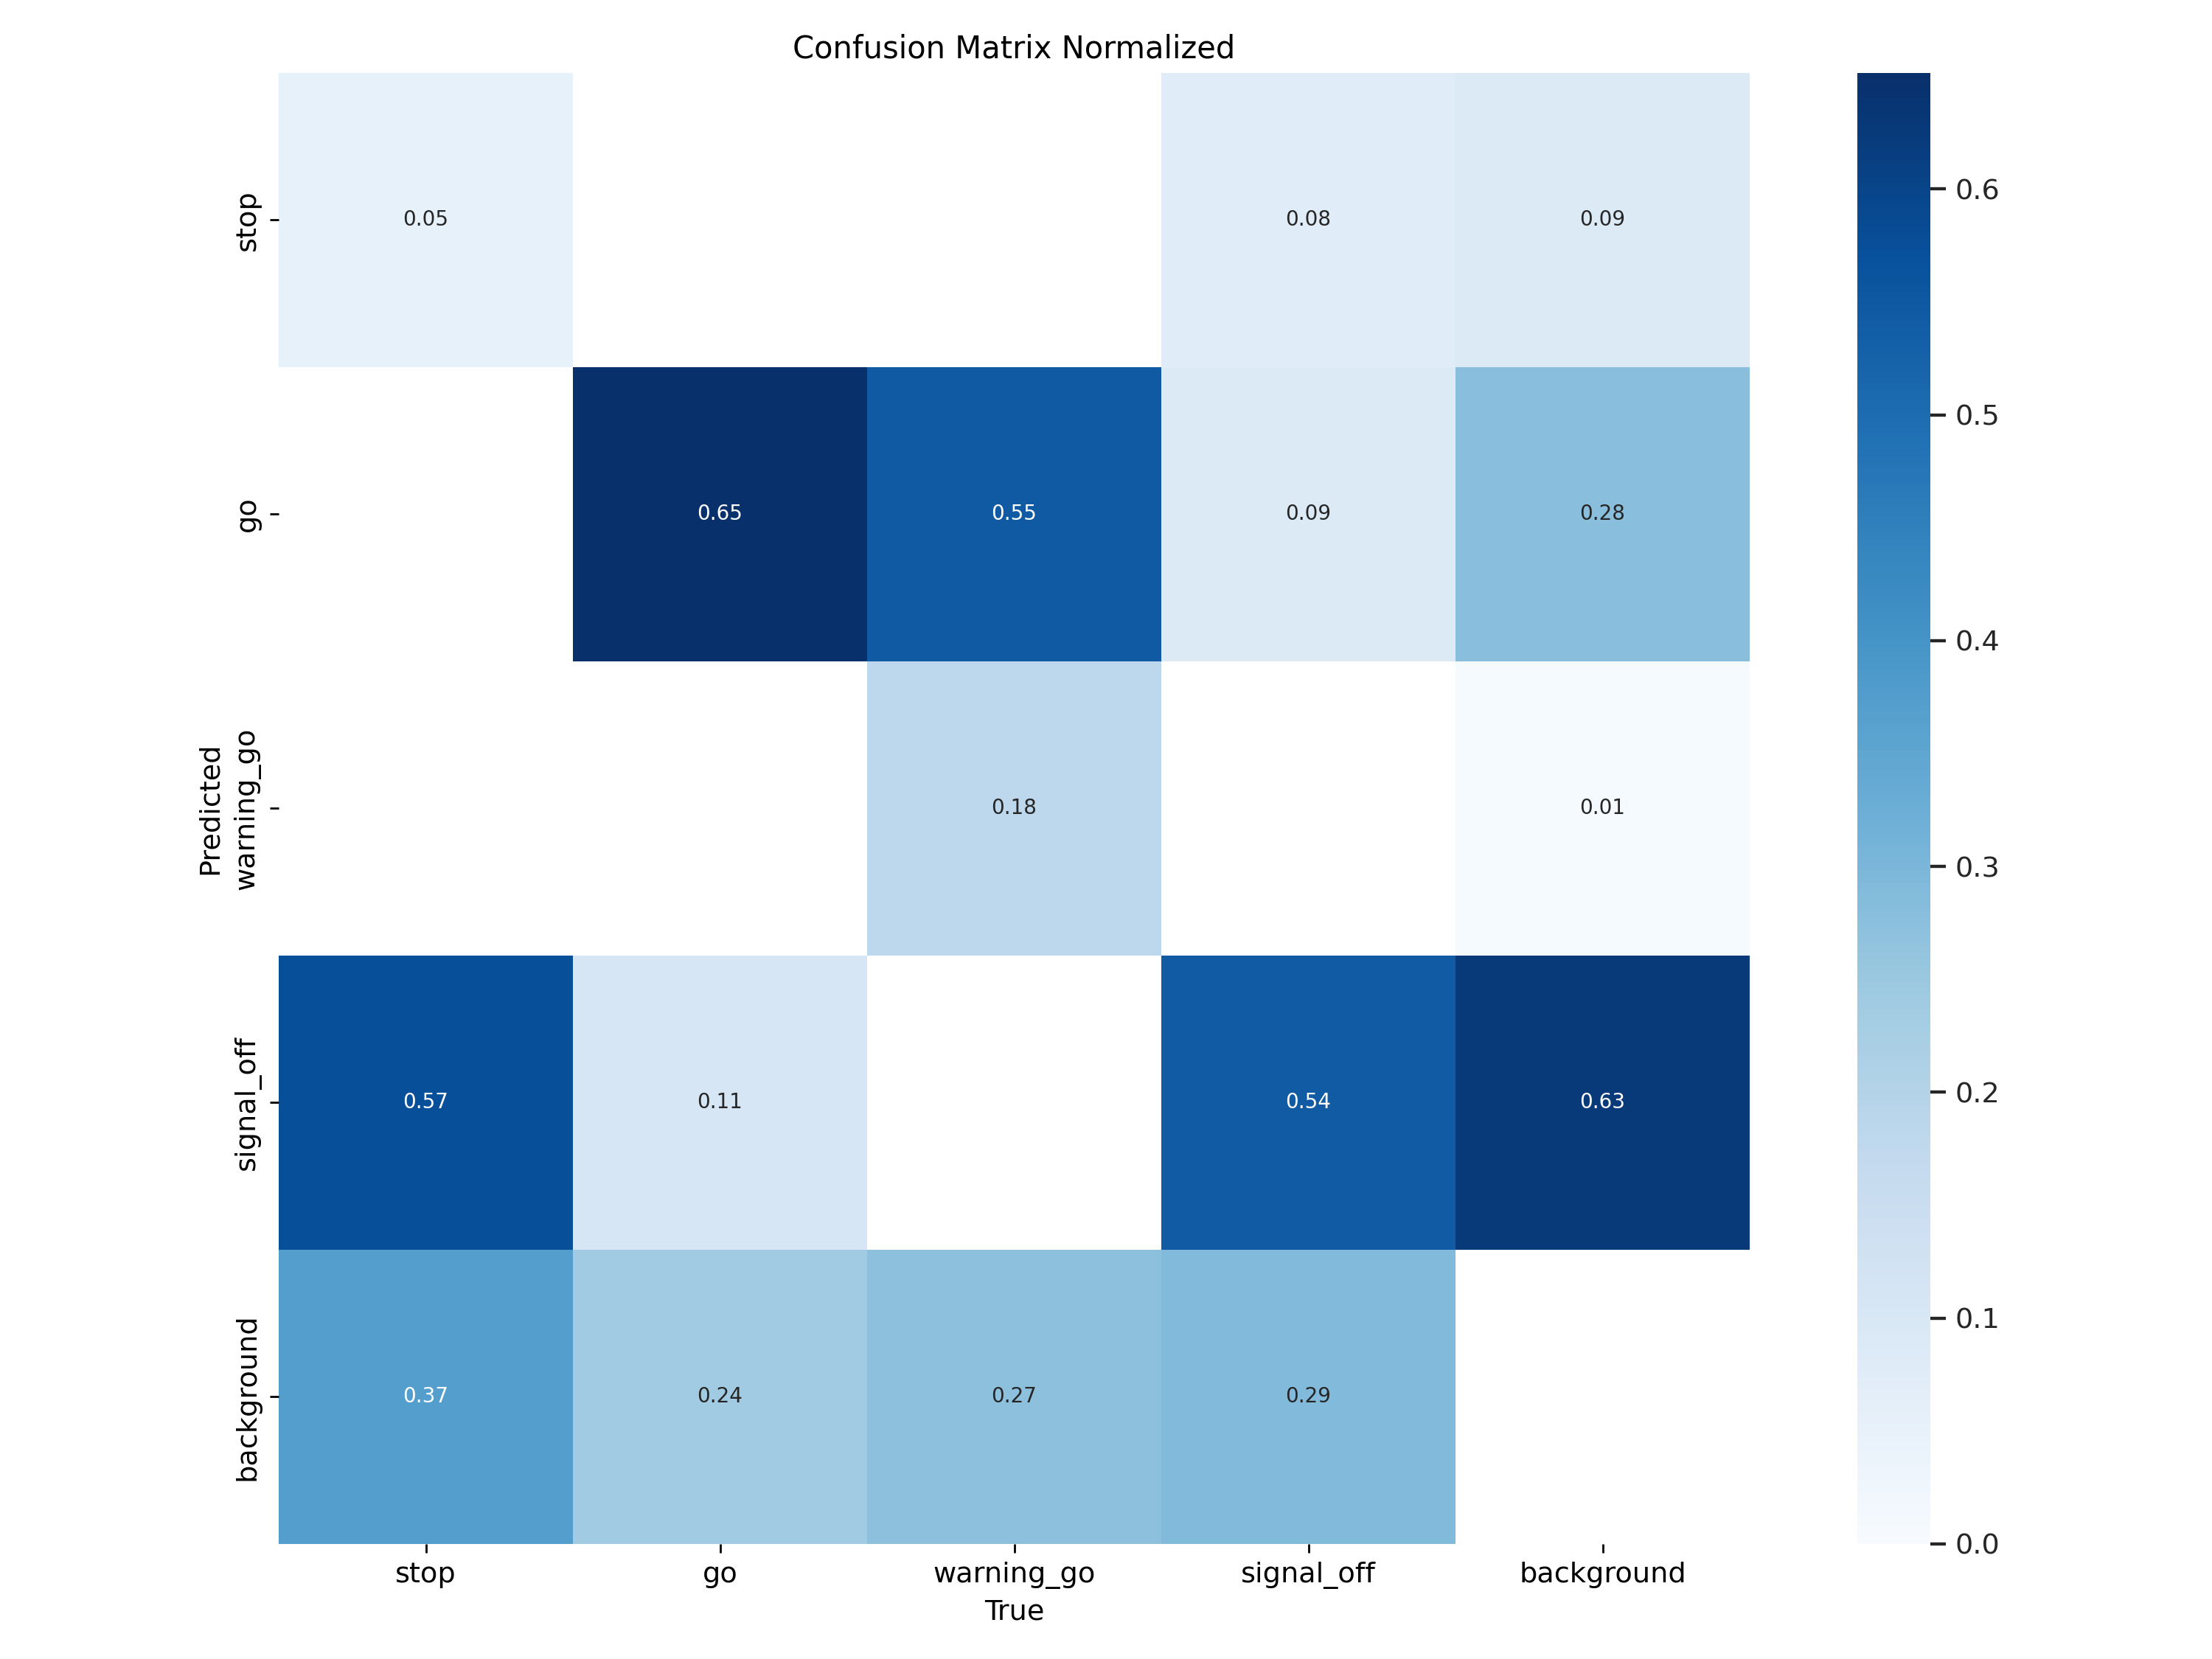 Confusion Matrix Normalized
stop
0.05
0.08
0.09
go
0.65
0.55
0.09
0.28
Predicted
warning_go
0.18
0.01
signal_off
0.57
0.11
0.54
0.63
background
0.37
0.24
0.27
0.29
stop
go
warning_go
signal_off
background
True
0.6
0.5
0.4
0.3
0.2
0.1
0.0